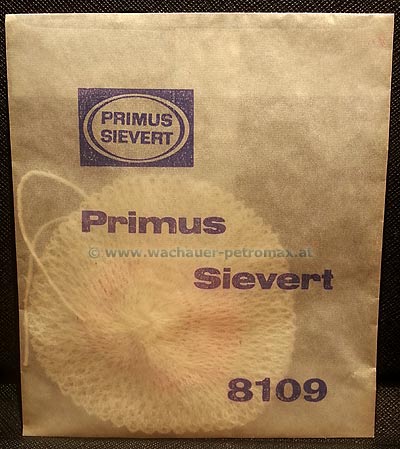 PRIMUS
SIEVERT
Primus
© www.wachauer-petromax.at
Sievert
8109